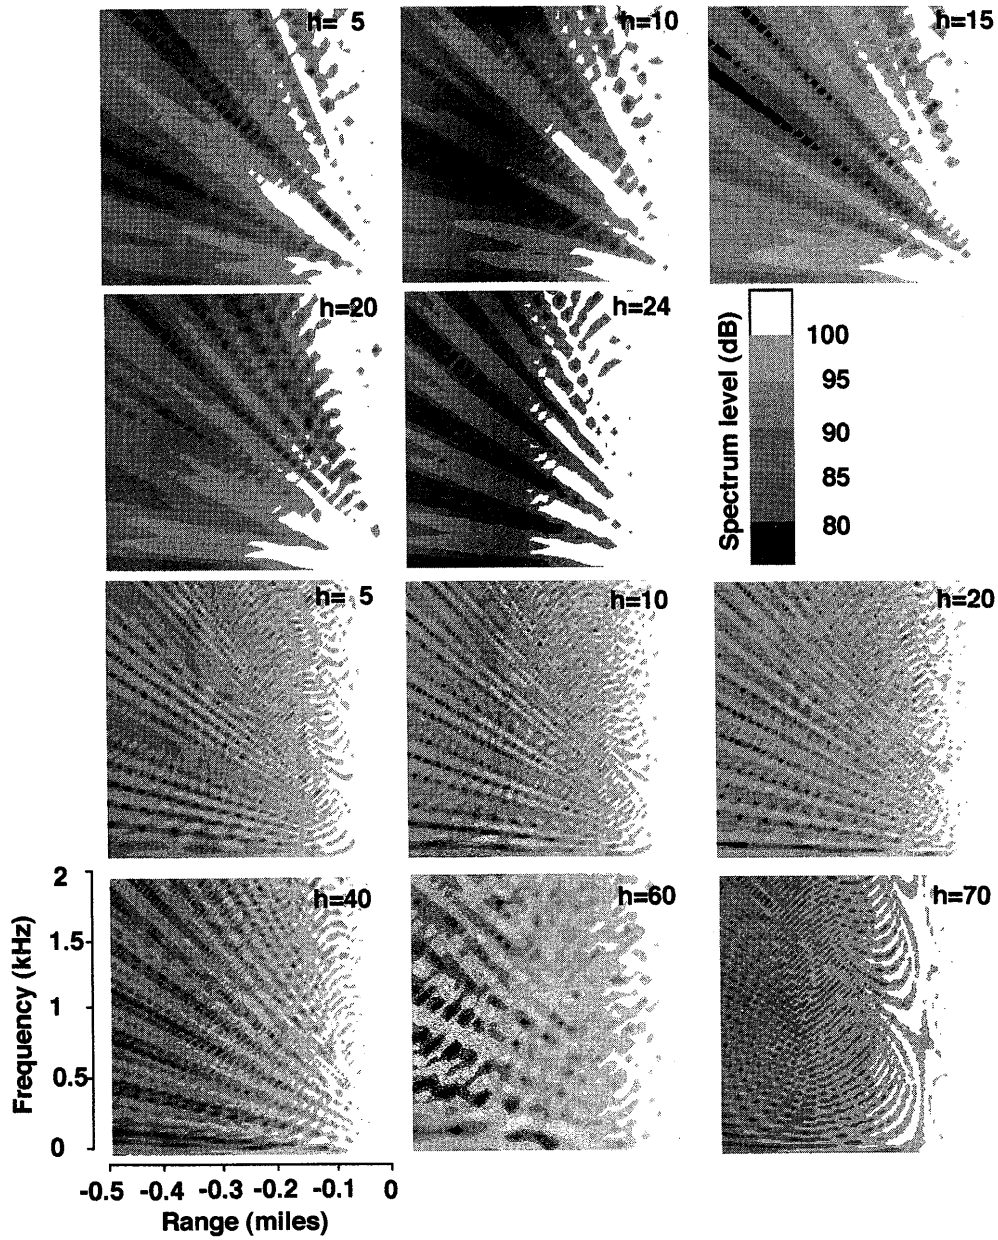 h= 5
h=10
h=15
h=20
h=24
Spectrum level (dB)
100
95
90
85
80
h= 5
h=10
h=20
h=40
h=60
h=70
Frequency (kHz)
2
1.5
1
0.5
0
-0.5 -0.4 -0.3 -0.2 -0.1 0
Range (miles)